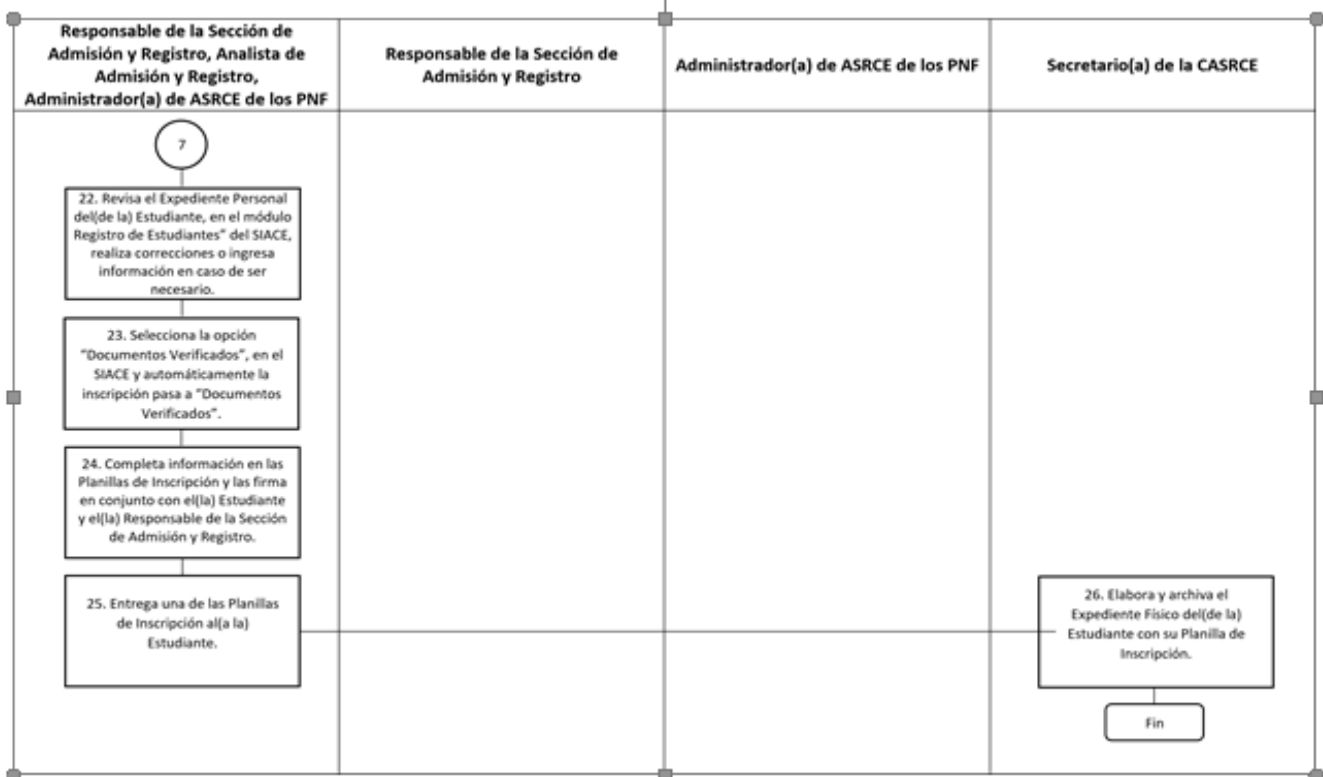 Responsable de la Sección de
Admisión y Registro, Analista de
Admisión y Registro,
Administrador(a) de ASRCE de los PNF
Responsable de la Sección de
Admisión y Registro
Administrador(a) de ASRCE de los PNF
Secretario(a) de la CASRCE
7
22. Revisa el Expediente Personal
del(de la) Estudiante, en el módulo
Registro de Estudiantes” del SIACE,
realiza correcciones o ingresa
información en caso de ser
necesario.
23. Selecciona la opción
“Documentos Verificados”, en el
SIACE y automáticamente la
inscripción pasa a “Documentos
Verificados”.
24. Completa información en las
Planillas de Inscripción y las firma
en conjunto con el(la) Estudiante
y el(la) Responsable de la Sección
de Admisión y Registro.
25. Entrega una de las Planillas
de Inscripción al(a la)
Estudiante.
26. Elabora y archiva el
Expediente Físico del(de la)
Estudiante con su Planilla de
Inscripción.
Fin